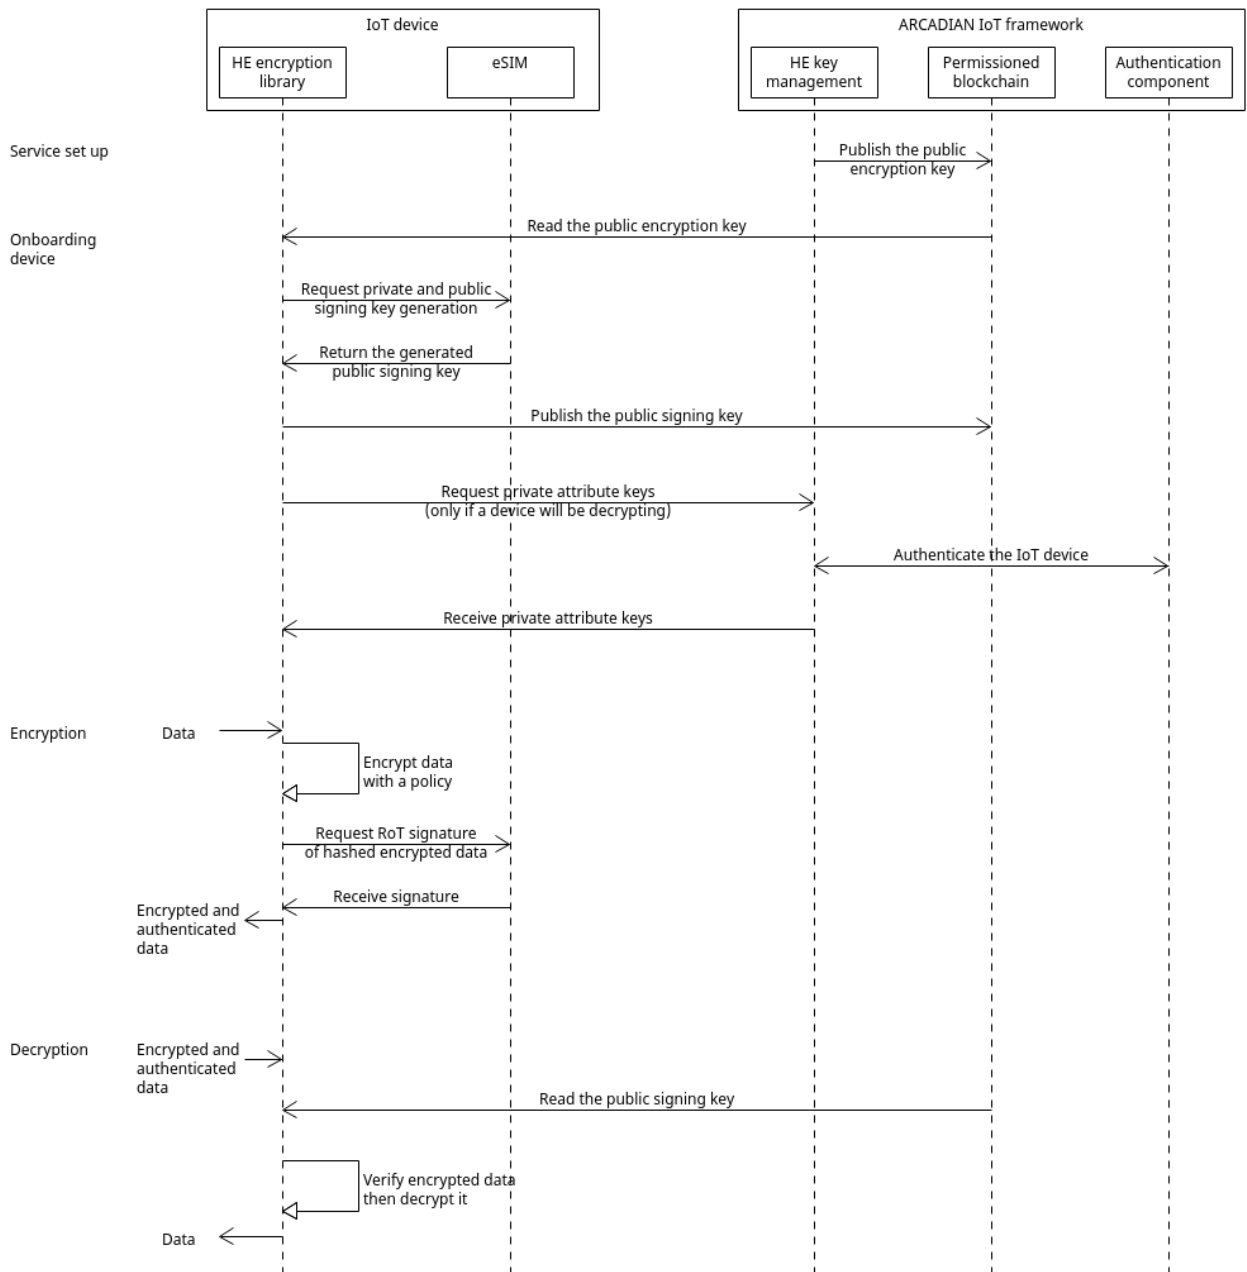 IoT device
ARCADIAN IoT framework
HE encryption
library
eSIM
HE key
management
Permissioned
blockchain
Authentication
component
Service set up
Publish the public
encryption key
Onboarding
device
Read the public encryption key
Request private and public
signing key generation
Return the generated
public signing key
Publish the public signing key
Request private attribute keys
(only if a device will be decrypting)
Authenticate the IoT device
Receive private attribute keys
Encryption
Data
Encrypt data
with a policy
Request RoT signature
of hashed encrypted data
Receive signature
Encrypted and
authenticated
data
Decryption
Encrypted and
authenticated
data
Read the public signing key
Verify encrypted data
then decrypt it
Data